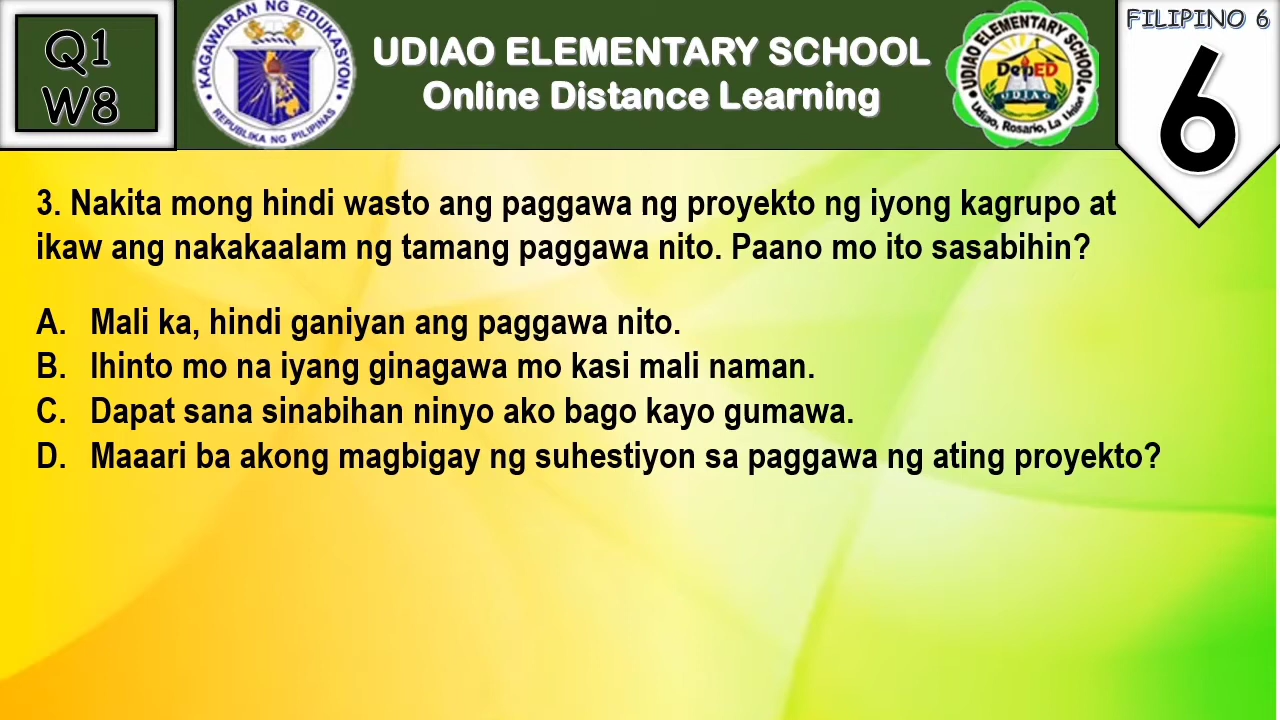 Q1
W8
KAGAWARAN NG EDUKASYON
REPUBLIKA NG PILIPINAS
UDIAO ELEMENTARY SCHOOL
Online Distance Learning
UDIAO ELEMENTARY SCHOOL
DepED
UDIAO
Udiao, Rosario, La Union
FILIPINO 6
6
3. Nakita mong hindi wasto ang paggawa ng proyekto ng iyong kagrupo at
ikaw ang nakakaalam ng tamang paggawa nito. Paano mo ito sasabihin?
A. Mali ka, hindi ganiyan ang paggawa nito.
B. Ihinto mo na iyang ginagawa mo kasi mali naman.
C. Dapat sana sinabihan ninyo ako bago kayo gumawa.
D. Maaari ba akong magbigay ng suhestiyon sa paggawa ng ating proyekto?